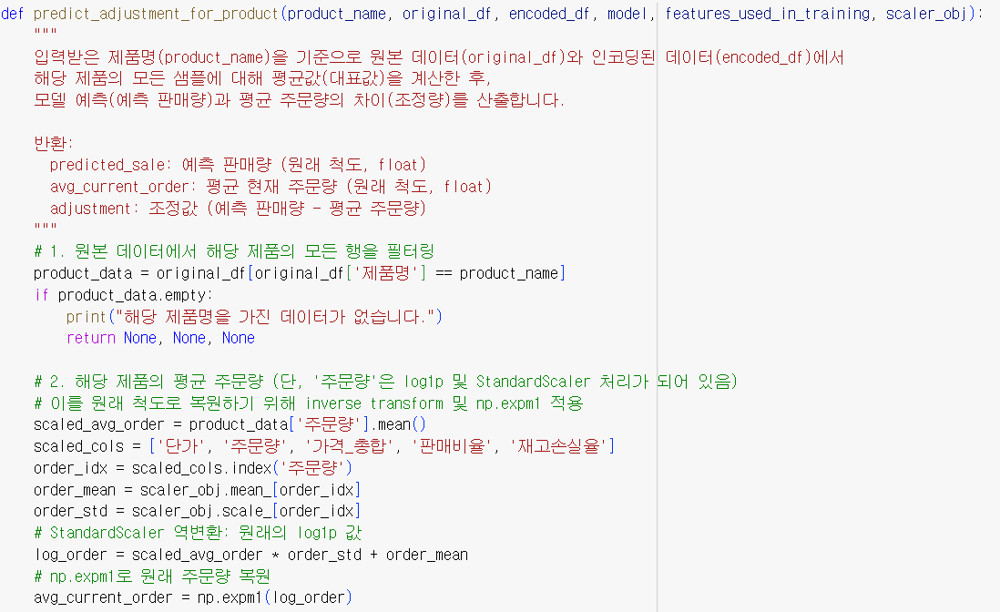 def predict_adjustment_for_product(product_name, original_df, encoded_df, model, features_used_in_training, scaler_obj):
    """
    입력받은 제품명(product_name)을 기준으로 원본 데이터(original_df)와 인코딩된 데이터(encoded_df)에서
    해당 제품의 모든 샘플에 대해 평균값(대표값)을 계산한 후,
    모델 예측(예측 판매량)과 평균 주문량의 차이(조정량)를 산출합니다.

    반환:
      predicted_sale: 예측 판매량 (원래 척도, float)
      avg_current_order: 평균 현재 주문량 (원래 척도, float)
      adjustment: 조정값 (예측 판매량 - 평균 주문량)
    """
    # 1. 원본 데이터에서 해당 제품의 모든 행을 필터링
    product_data = original_df[original_df['제품명'] == product_name]
    if product_data.empty:
        print("해당 제품명을 가진 데이터가 없습니다.")
        return None, None, None

    # 2. 해당 제품의 평균 주문량 (단, '주문량'은 log1p 및 StandardScaler 처리가 되어 있음)
    # 이를 원래 척도로 복원하기 위해 inverse transform 및 np.expm1 적용
    scaled_avg_order = product_data['주문량'].mean()
    scaled_cols = ['단가', '주문량', '가격_총합', '판매비율', '재고손실율']
    order_idx = scaled_cols.index('주문량')
    order_mean = scaler_obj.mean_[order_idx]
    order_std = scaler_obj.scale_[order_idx]
    # StandardScaler 역변환: 원래의 log1p 값
    log_order = scaled_avg_order * order_std + order_mean
    # np.expm1로 원래 주문량 복원
    avg_current_order = np.expm1(log_order)